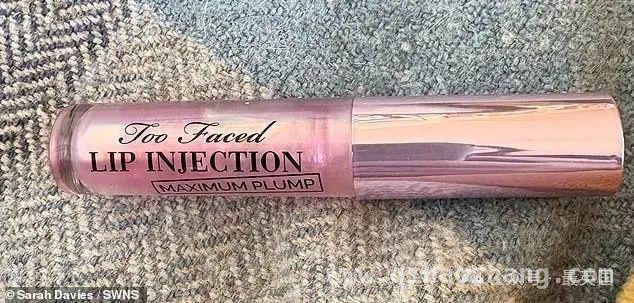 Too Faced
LIP INJECTION
MAXIMUM PLUMP
© Sarah Davies / SWNS